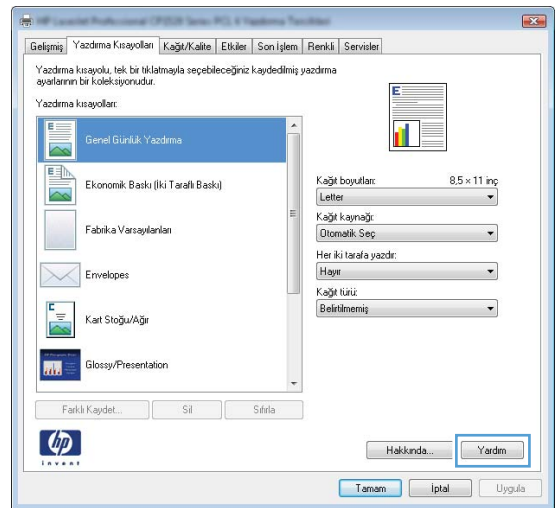 Gelişmiş
Yazdırma Kısayolları
Kağıt/Kalite
Etkiler
Son İşlem
Renkli
Servisler
Yazdırma kısayolu, tek bir tıklatmayla seçebileceğiniz kaydedilmiş yazdırma
ayarlarının bir koleksiyonudur.
Yazdırma kısayolları:
Genel Günlük Yazdırma
Ekonomik Baskı (İki Taraflı Baskı)
Fabrika Varsayılanları
Envelopes
Kart Stoğu/Ağır
Glossy/Presentation
Farklı Kaydet...
Sil
Sıfırla
E
Kağıt boyutları:
8,5 × 11 inç
Letter
Kağıt kaynağı:
Otomatik Seç
Her iki tarafa yazdır:
Hayır
Kağıt türü:
Belirtilmemiş
hp
invent
Hakkında...
Yardım
Tamam
İptal
Uygula